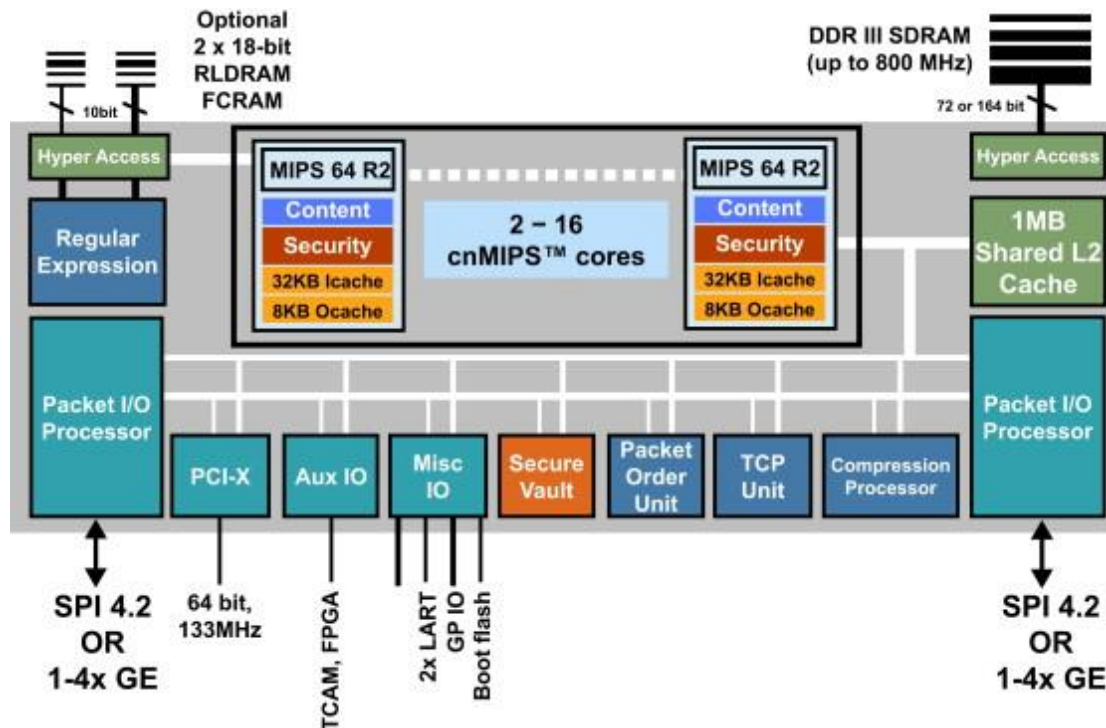 Optional
2 x 18-bit
RLDRAM
FCRAM
DDR III SDRAM
(up to 800 MHz)
10bit
72 or 164 bit
Hyper Access
MIPS 64 R2
Content
Security
32KB Icache
8KB Ocache
2 – 16
cnMIPS™ cores
MIPS 64 R2
Content
Security
32KB Icache
8KB Ocache
Hyper Access
Regular
Expression
1MB
Shared L2
Cache
Packet I/O
Processor
PCI-X
Aux IO
Misc
IO
Secure
Vault
Packet
Order
Unit
TCP
Unit
Compression
Processor
Packet I/O
Processor
SPI 4.2
OR
1-4x GE
64 bit,
133MHz
TCAM, FPGA
2x LART
GP IO
Boot flash
SPI 4.2
OR
1-4x GE